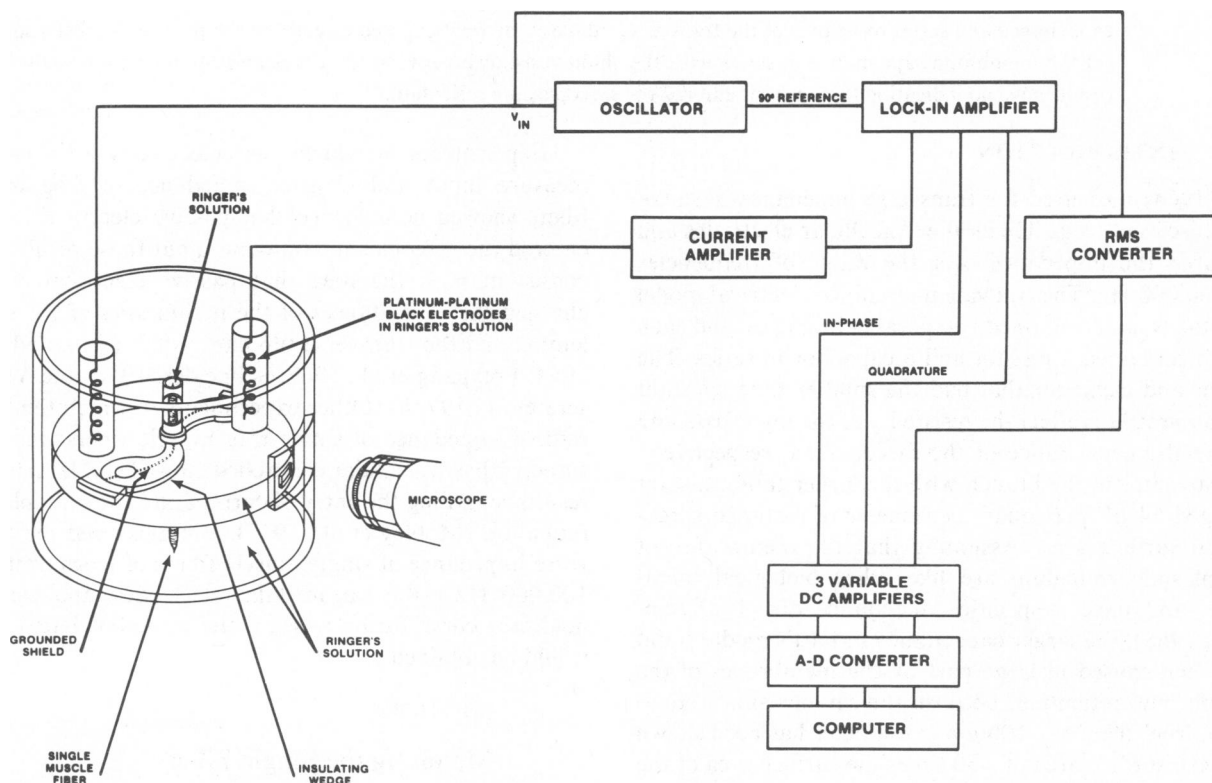 OSCILLATOR
90° REFERENCE
LOCK-IN AMPLIFIER
V IN
RINGER'S
SOLUTION
CURRENT
AMPLIFIER
RMS
CONVERTER
PLATINUM-PLATINUM
BLACK ELECTRODES
IN RINGER'S SOLUTION
IN-PHASE
QUADRATURE
MICROSCOPE
3 VARIABLE
DC AMPLIFIERS
GROUNDED
SHIELD
RINGER'S
SOLUTION
A-D CONVERTER
COMPUTER
SINGLE
MUSCLE
FIBER
INSULATING
WEDGE